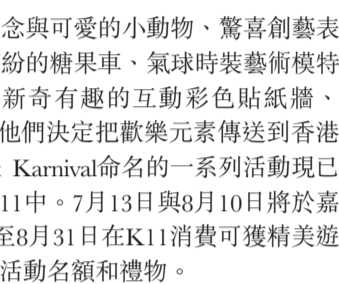 念與可愛的小動物、驚喜創藝表
紛的糖果車、氣球時裝藝術模特
新奇有趣的互動彩色貼紙牆、
他們決定把歡樂元素傳送到香港
Karnival命名的一系列活動現已
11中。7月13日與8月10日將於嘉
至8月31日在K11消費可獲精美遊
活動名額和禮物。